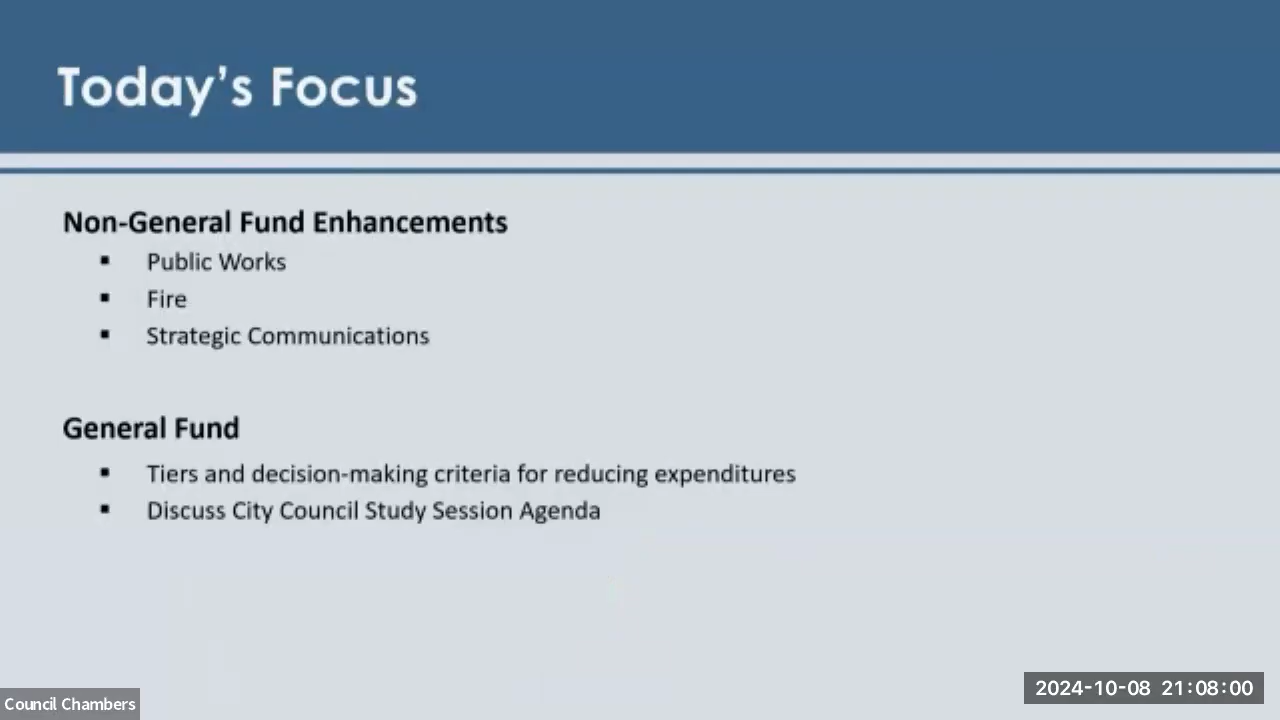 Today's Focus
Non-General Fund Enhancements
▪ Public Works
▪ Fire
▪ Strategic Communications
General Fund
▪ Tiers and decision-making criteria for reducing expenditures
▪ Discuss City Council Study Session Agenda
Council Chambers
2024-10-08 21:08:00